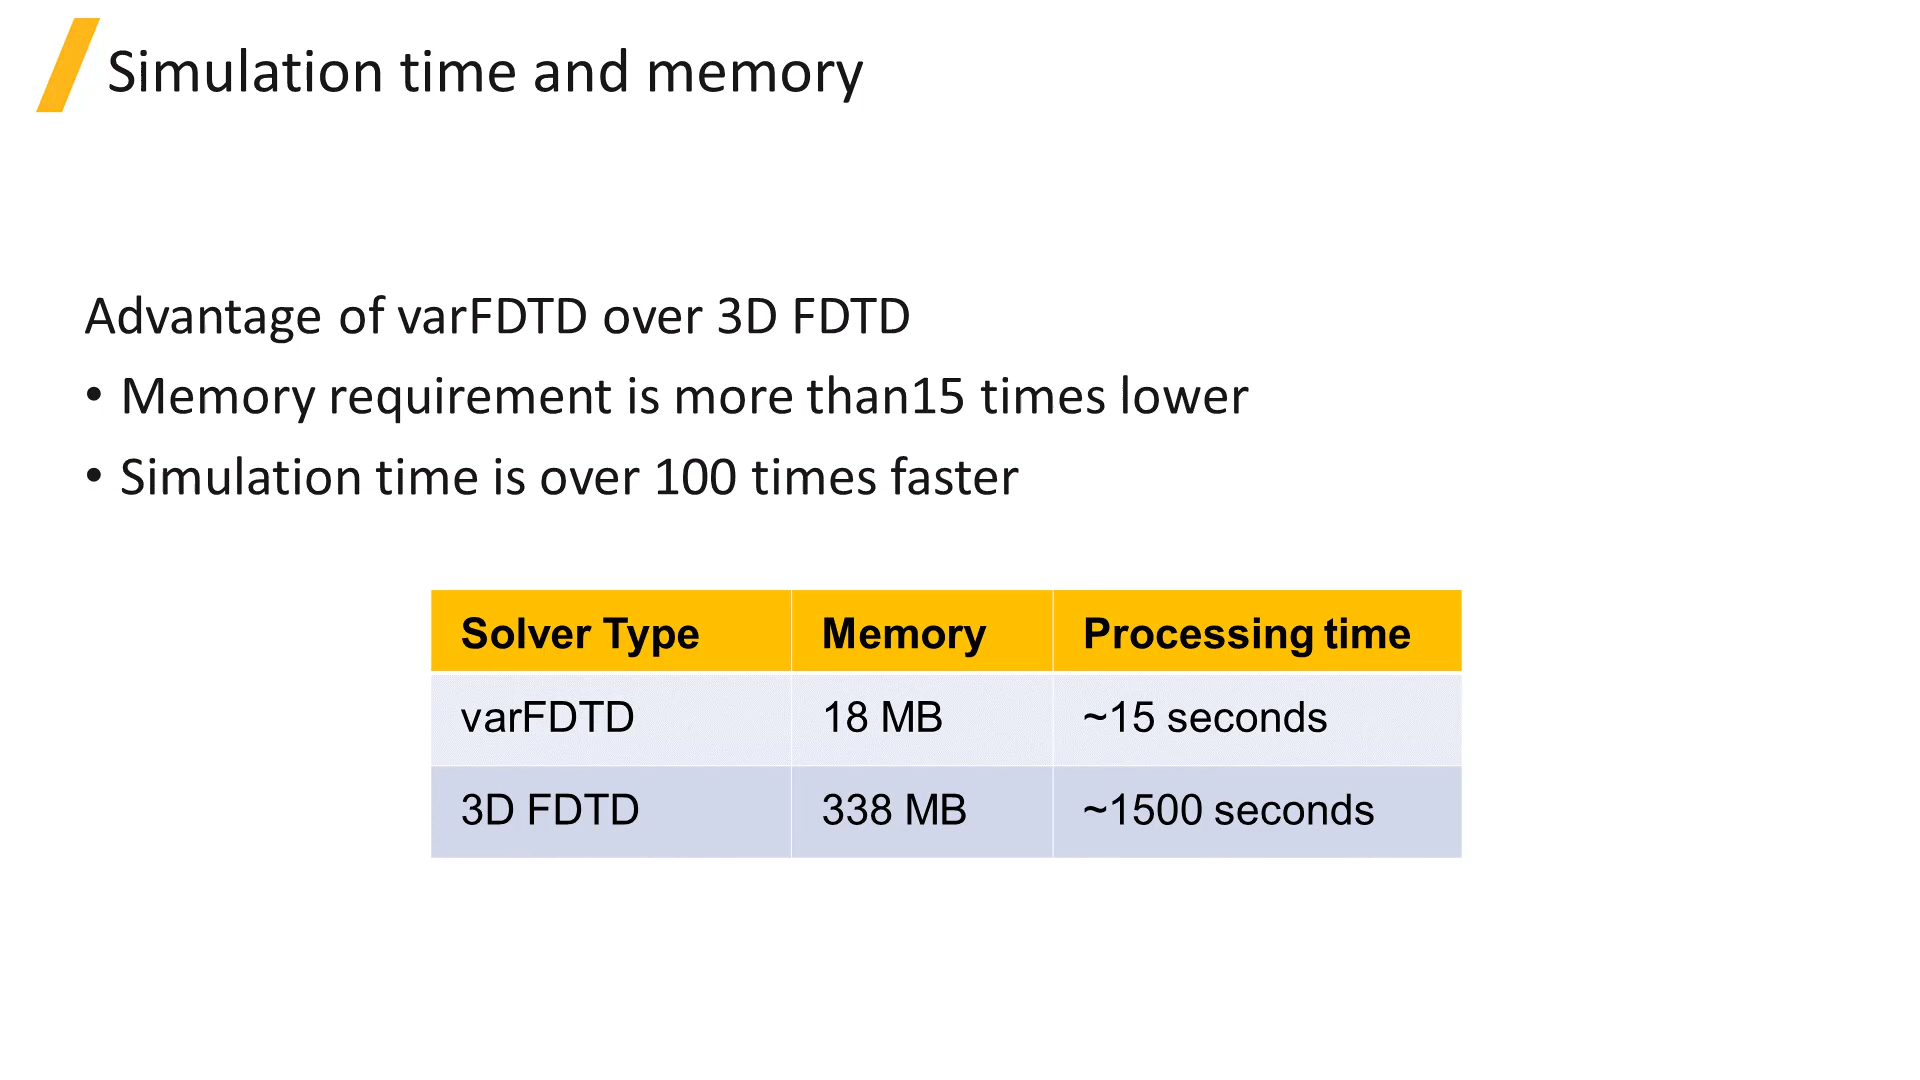 Simulation time and memory
Advantage of varFDTD over 3D FDTD
• Memory requirement is more than15 times lower
• Simulation time is over 100 times faster
Solver Type Memory Processing time
varFDTD 18 MB ~15 seconds
3D FDTD 338 MB ~1500 seconds